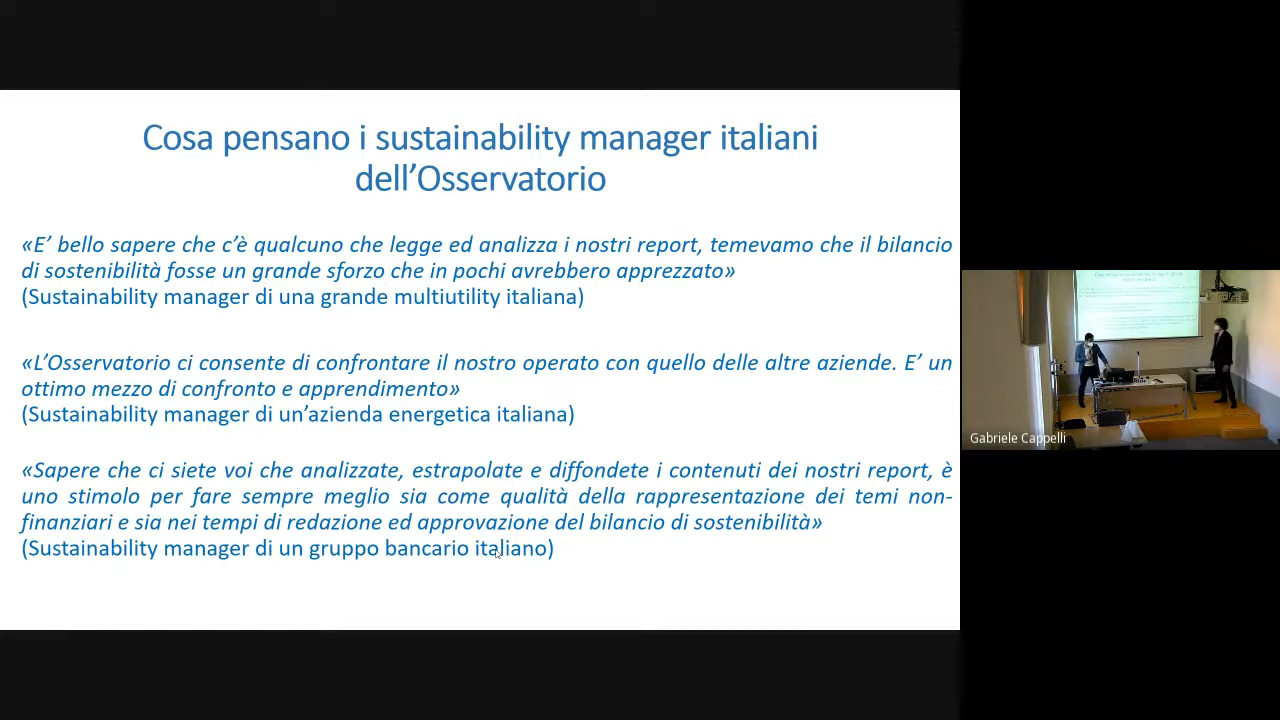 Cosa pensano i sustainability manager italiani
dell’Osservatorio
«E’ bello sapere che c’è qualcuno che legge ed analizza i nostri report, temevamo che il bilancio
di sostenibilità fosse un grande sforzo che in pochi avrebbero apprezzato»
(Sustainability manager di una grande multiutility italiana)
«L’Osservatorio ci consente di confrontare il nostro operato con quello delle altre aziende. E’ un
ottimo mezzo di confronto e apprendimento»
(Sustainability manager di un’azienda energetica italiana)
«Sapere che ci siete voi che analizzate, estrapolate e diffondete i contenuti dei nostri report, è
uno stimolo per fare sempre meglio sia come qualità della rappresentazione dei temi non-
finanziari e sia nei tempi di redazione ed approvazione del bilancio di sostenibilità»
(Sustainability manager di un gruppo bancario italiano)
Gabriele Cappelli